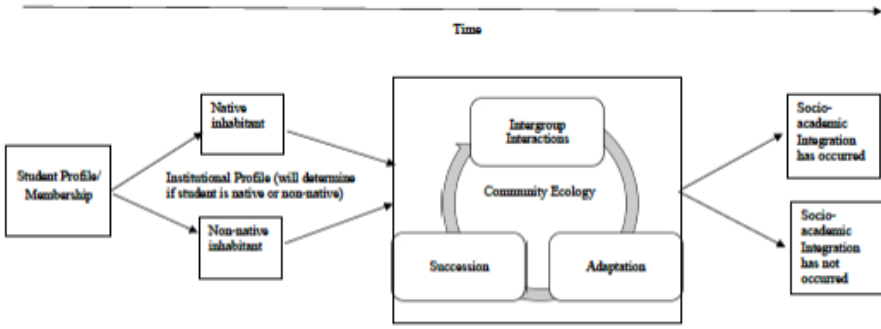 Time
Native
inhabitant
Student Profile/
Membership
Institutional Profile (will determine
if student is native or non-native)
Non-native
inhabitant
Intergroup
Interactions
Community Ecology
Succession
Adaptation
Socio-
academic
Integration
has occurred
Socio-
academic
Integration
has not
occurred